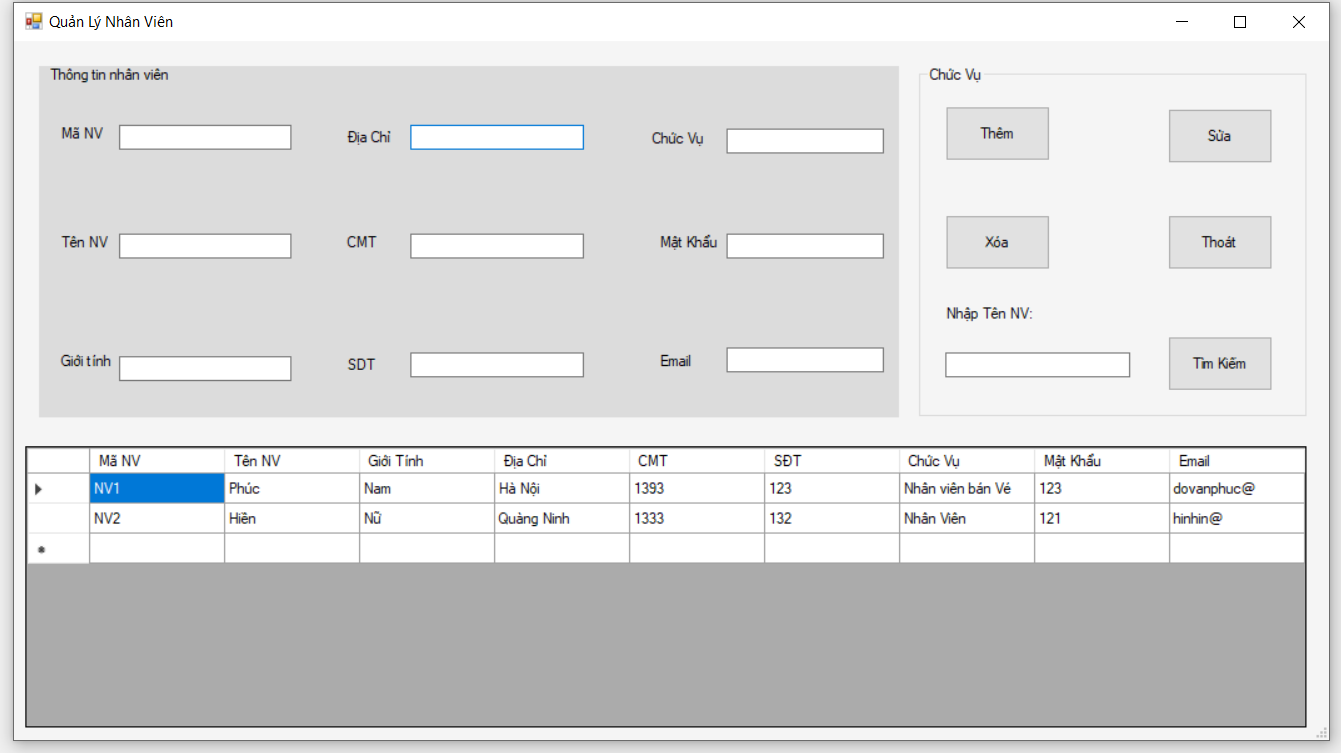 Quản Lý Nhân Viên
Thông tin nhân viên
Chức Vụ
Mã NV
Địa Chỉ
Chức Vụ
Thêm
Sửa
Tên NV
CMT
Mật Khẩu
Xóa
Thoát
Nhập Tên NV:
Giới tính
SDT
Email
Tìm Kiếm
Mã NV Tên NV Giới Tính Địa Chỉ CMT SĐT Chức Vụ Mật Khẩu Email
NV1 Phúc Nam Hà Nội 1393 123 Nhân viên bán Vé 123 dovanphuc@
NV2 Hiền Nữ Quảng Ninh 1333 132 Nhân Viên 121 hinhin@